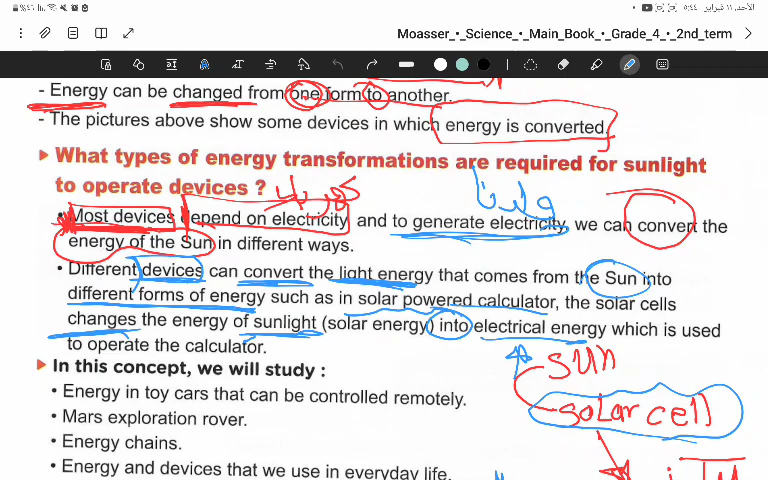 الأحد، ١٦ فبراير ٥:٤٤
Moasser_•_Science_•_Main_Book_•_Grade_4_•_2nd_term
- Energy can be changed from one form to another.
- The pictures above show some devices in which energy is converted.
What types of energy transformations are required for sunlight
to operate devices ?
• Most devices depend on electricity and to generate electricity, we can convert the
energy of the Sun in different ways.
• Different devices can convert the light energy that comes from the Sun into
different forms of energy such as in solar powered calculator, the solar cells
changes the energy of sunlight (solar energy) into electrical energy which is used
to operate the calculator.
sun
In this concept, we will study :
• Energy in toy cars that can be controlled remotely.
solar cell
• Mars exploration rover.
• Energy chains.
• Energy and devices that we use in everyday life.